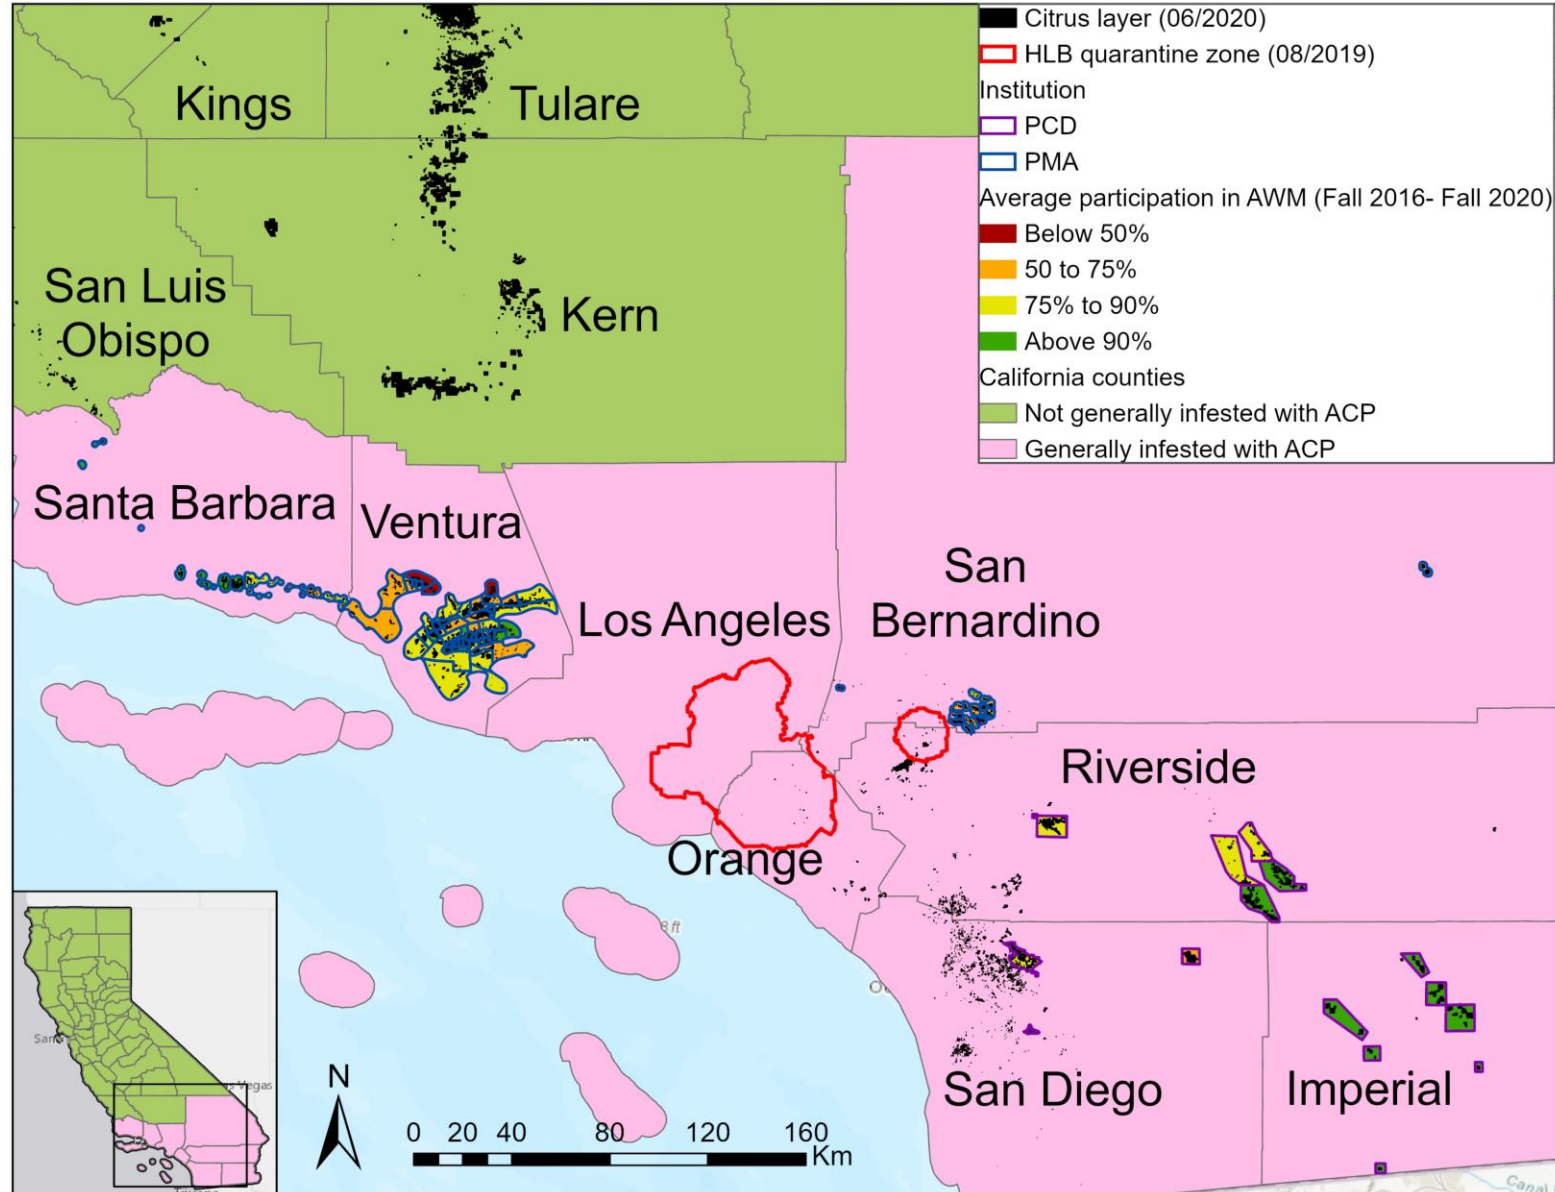 Citrus layer (06/2020)
HLB quarantine zone (08/2019)
Institution
PCD
PMA
Average participation in AWM (Fall 2016- Fall 2020)
Below 50%
50 to 75%
75% to 90%
Above 90%
California counties
Not generally infested with ACP
Generally infested with ACP
Kings
Tulare
San Luis
Obispo
Kern
Santa Barbara
Ventura
Los Angeles
San
Bernardino
Riverside
Orange
San Diego
Imperial
N
0 20 40 80 120 160
Km
Vegas
Canal